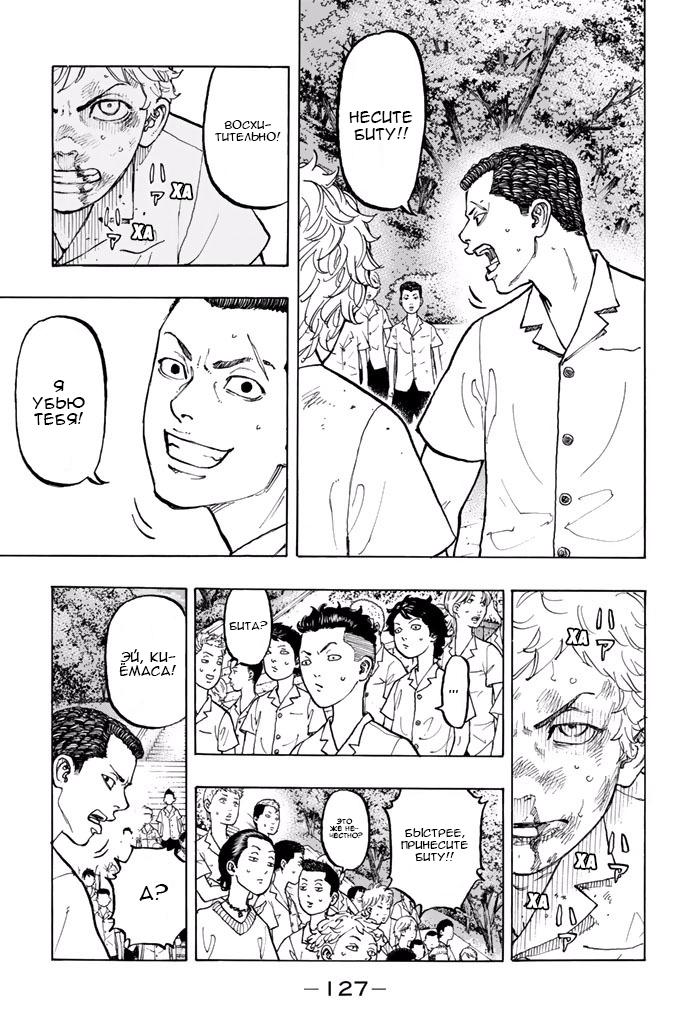 НЕСИТЕ
БИТУ!!
ВОСХИ-
ТИТЕЛЬНО!
ХА
ХА
Я
УБЬЮ
ТЕБЯ!
ХА
ХА
ХА
БИТА?
...
БЫСТРЕЕ,
ПРИНЕСИТЕ
БИТУ!!
ЭТО
ЖЕ НЕ-
ЧЕСТНО?
ЭЙ, КИ-
ЁМАСА!
А?
–127–